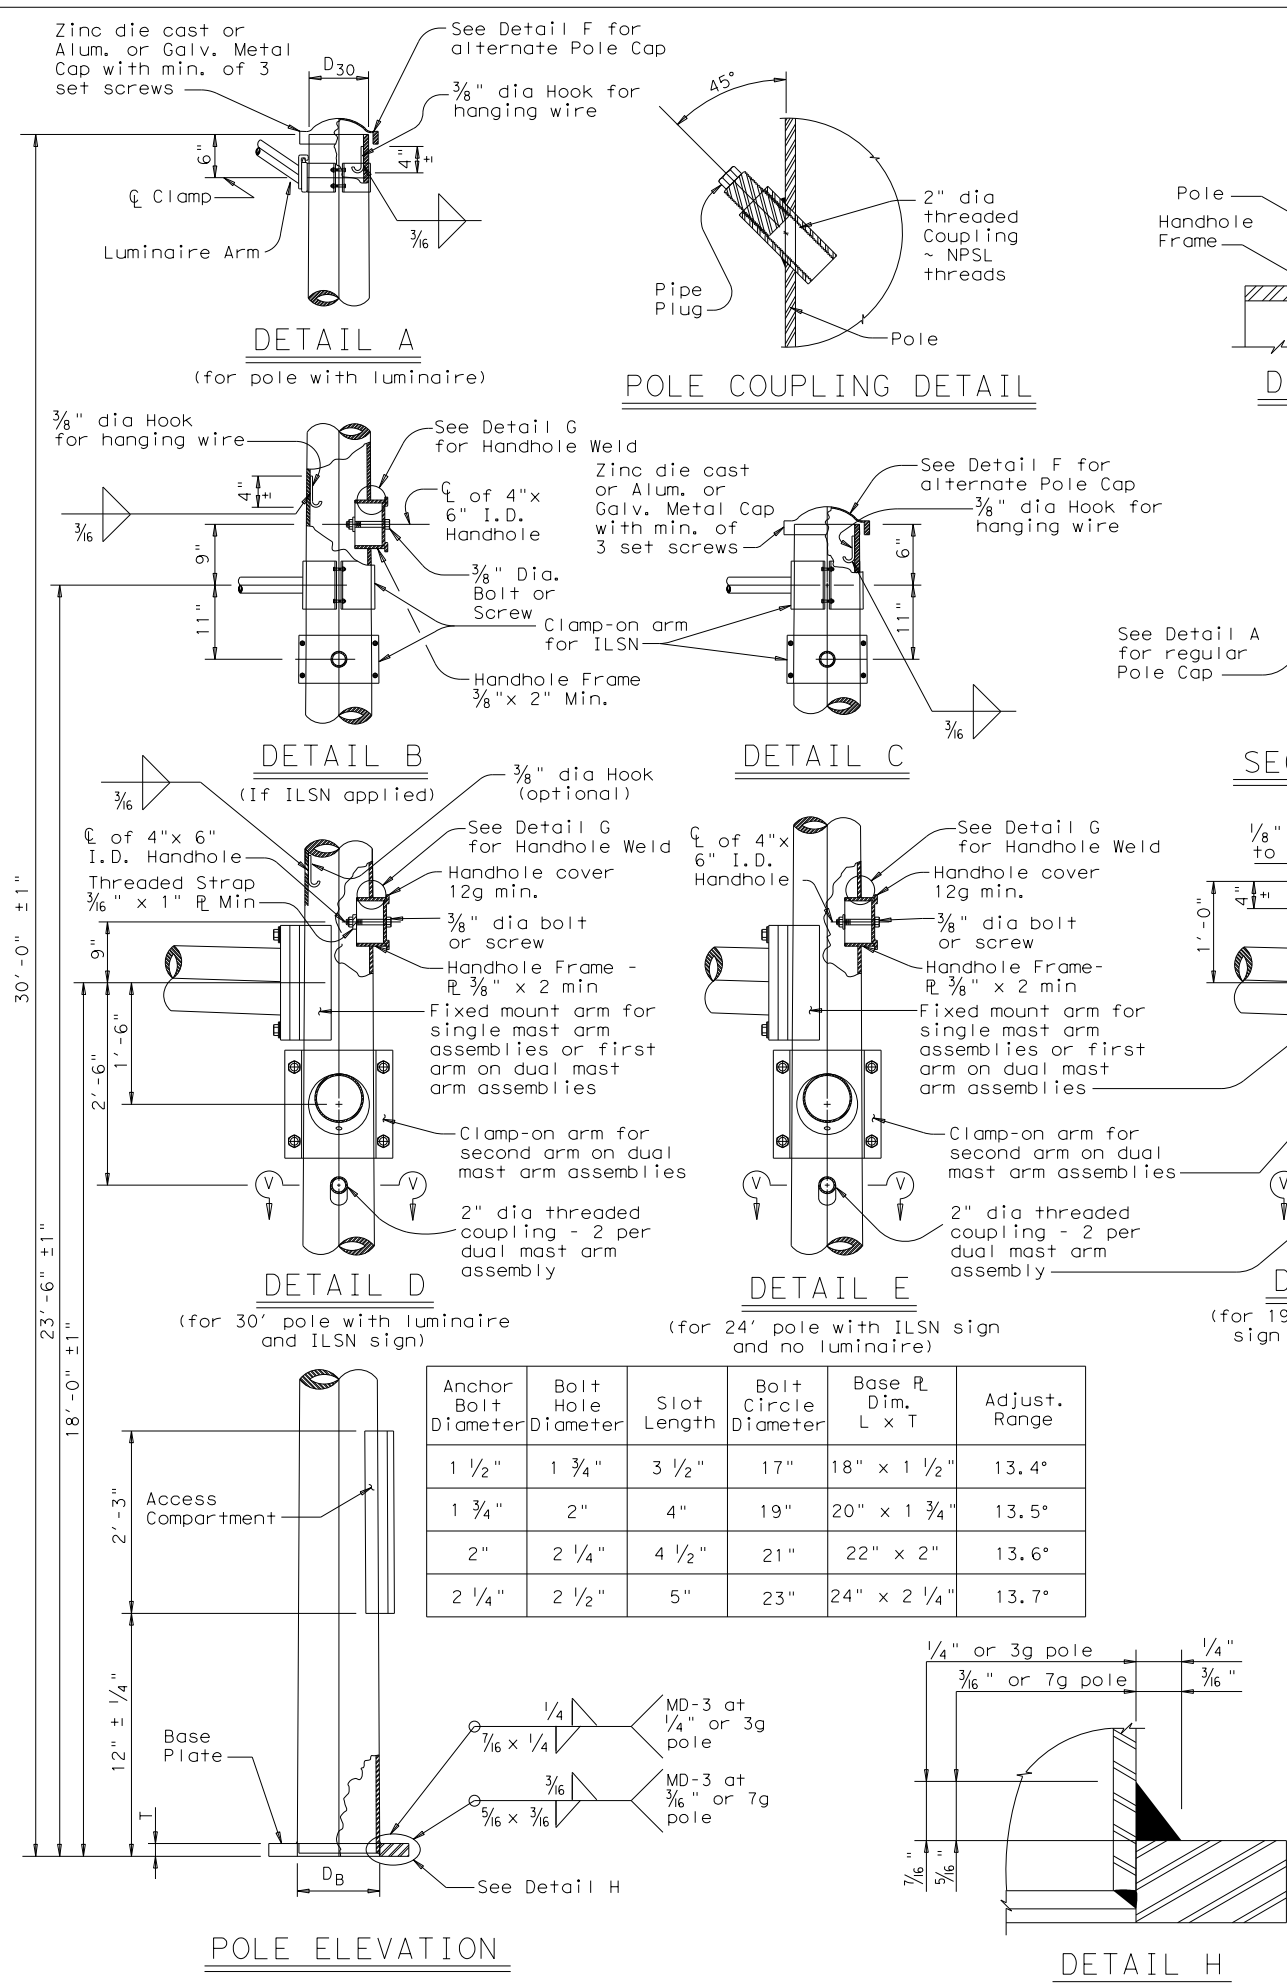 Zinc die cast or
Alum. or Galv. Metal
Cap with min. of 3
set screws
D30
See Detail F for
alternate Pole Cap
3/8" dia Hook for
hanging wire
6"
4"
±
℄ Clamp
3/16
Luminaire Arm
DETAIL A
(for pole with luminaire)
45°
2" dia
threaded
Coupling
~ NPSL
threads
Pipe
Plug
Pole
POLE COUPLING DETAIL
Pole
Handhole
Frame
3/8" dia Hook
for hanging wire
4"
±
3/16
9"
11"
See Detail G
for Handhole Weld
℄ of 4"x
6" I.D.
Handhole
3/8" Dia.
Bolt or
Screw
Clamp-on arm
for ILSN
Handhole Frame
3/8"x 2" Min.
DETAIL B
(If ILSN applied)
Zinc die cast
or Alum. or
Galv. Metal Cap
with min. of
3 set screws
See Detail F for
alternate Pole Cap
3/8" dia Hook for
hanging wire
6"
11"
3/16
DETAIL C
See Detail A
for regular
Pole Cap
3/16
3/8" dia Hook
(optional)
℄ of 4"x 6"
I.D. Handhole
Threaded Strap
3/16" x 1" ℞ Min
See Detail G
for Handhole Weld
Handhole cover
12g min.
3/8" dia bolt
or screw
Handhole Frame -
℞ 3/8" x 2 min
Fixed mount arm for
single mast arm
assemblies or first
arm on dual mast
arm assemblies
Clamp-on arm for
second arm on dual
mast arm assemblies
2" dia threaded
coupling - 2 per
dual mast arm
assembly
9"
1'-6"
2'-6"
V
V
DETAIL D
(for 30' pole with luminaire
and ILSN sign)
℄ of 4"x
6" I.D.
Handhole
See Detail G
for Handhole Weld
Handhole cover
12g min.
3/8" dia bolt
or screw
Handhole Frame-
℞ 3/8" x 2 min
Fixed mount arm for
single mast arm
assemblies or first
arm on dual mast
arm assemblies
Clamp-on arm for
second arm on dual
mast arm assemblies
2" dia threaded
coupling - 2 per
dual mast arm
assembly
V
V
DETAIL E
(for 24' pole with ILSN sign
and no luminaire)
1/8"
to
4"
±
1'-0"
V
(for 19
sign
30'-0" ±1"
23'-6" ±1"
18'-0" ±1"
Anchor Bolt Diameter Bolt Hole Diameter Slot Length Bolt Circle Diameter Base ℞ Dim. L x T Adjust. Range
1 1/2" 1 3/4" 3 1/2" 17" 18" x 1 1/2" 13.4°
1 3/4" 2" 4" 19" 20" x 1 3/4" 13.5°
2" 2 1/4" 4 1/2" 21" 22" x 2" 13.6°
2 1/4" 2 1/2" 5" 23" 24" x 2 1/4" 13.7°
2'-3"
Access
Compartment
12" ± 1/4"
Base
Plate
T
DB
1/4
7/16 x 1/4
MD-3 at
1/4" or 3g
pole
3/16
5/16 x 3/16
MD-3 at
3/16" or 7g
pole
See Detail H
POLE ELEVATION
1/4" or 3g pole
1/4"
3/16" or 7g pole
3/16"
7/16"
5/16"
DETAIL H